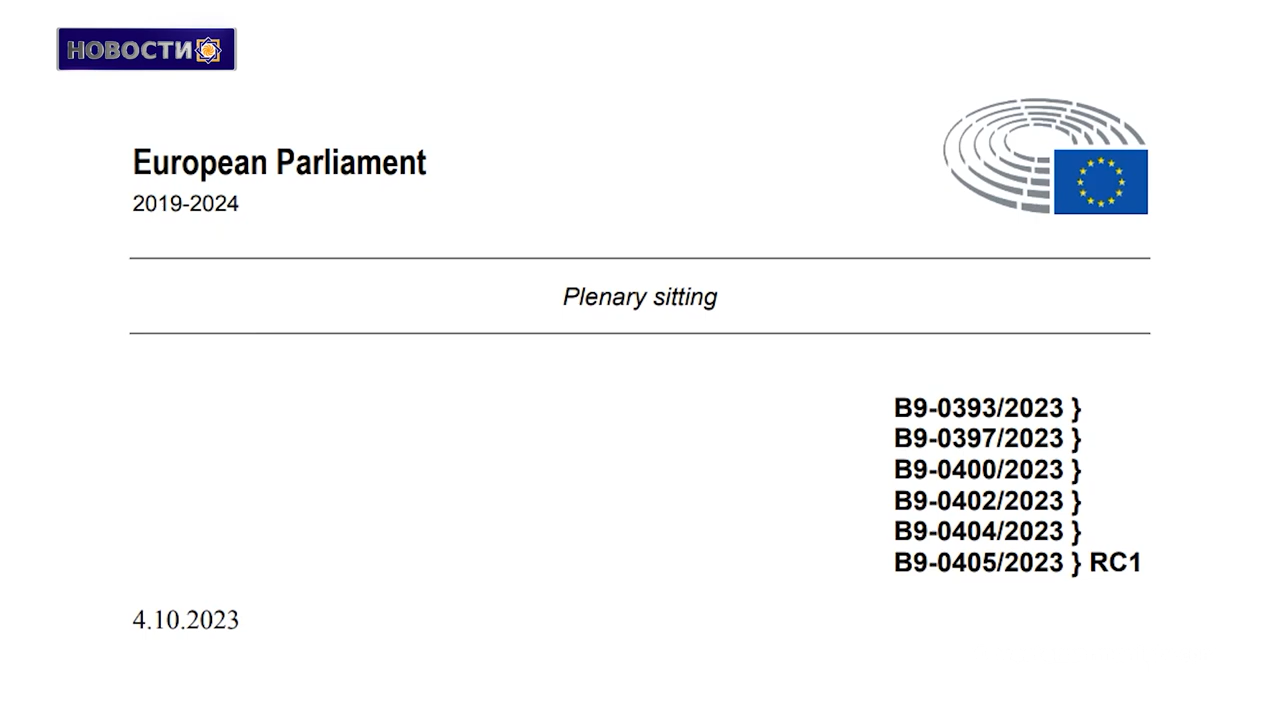 НОВОСТИ
European Parliament
2019-2024
Plenary sitting
B9-0393/2023 }
B9-0397/2023 }
B9-0400/2023 }
B9-0402/2023 }
B9-0404/2023 }
B9-0405/2023 } RC1
4.10.2023